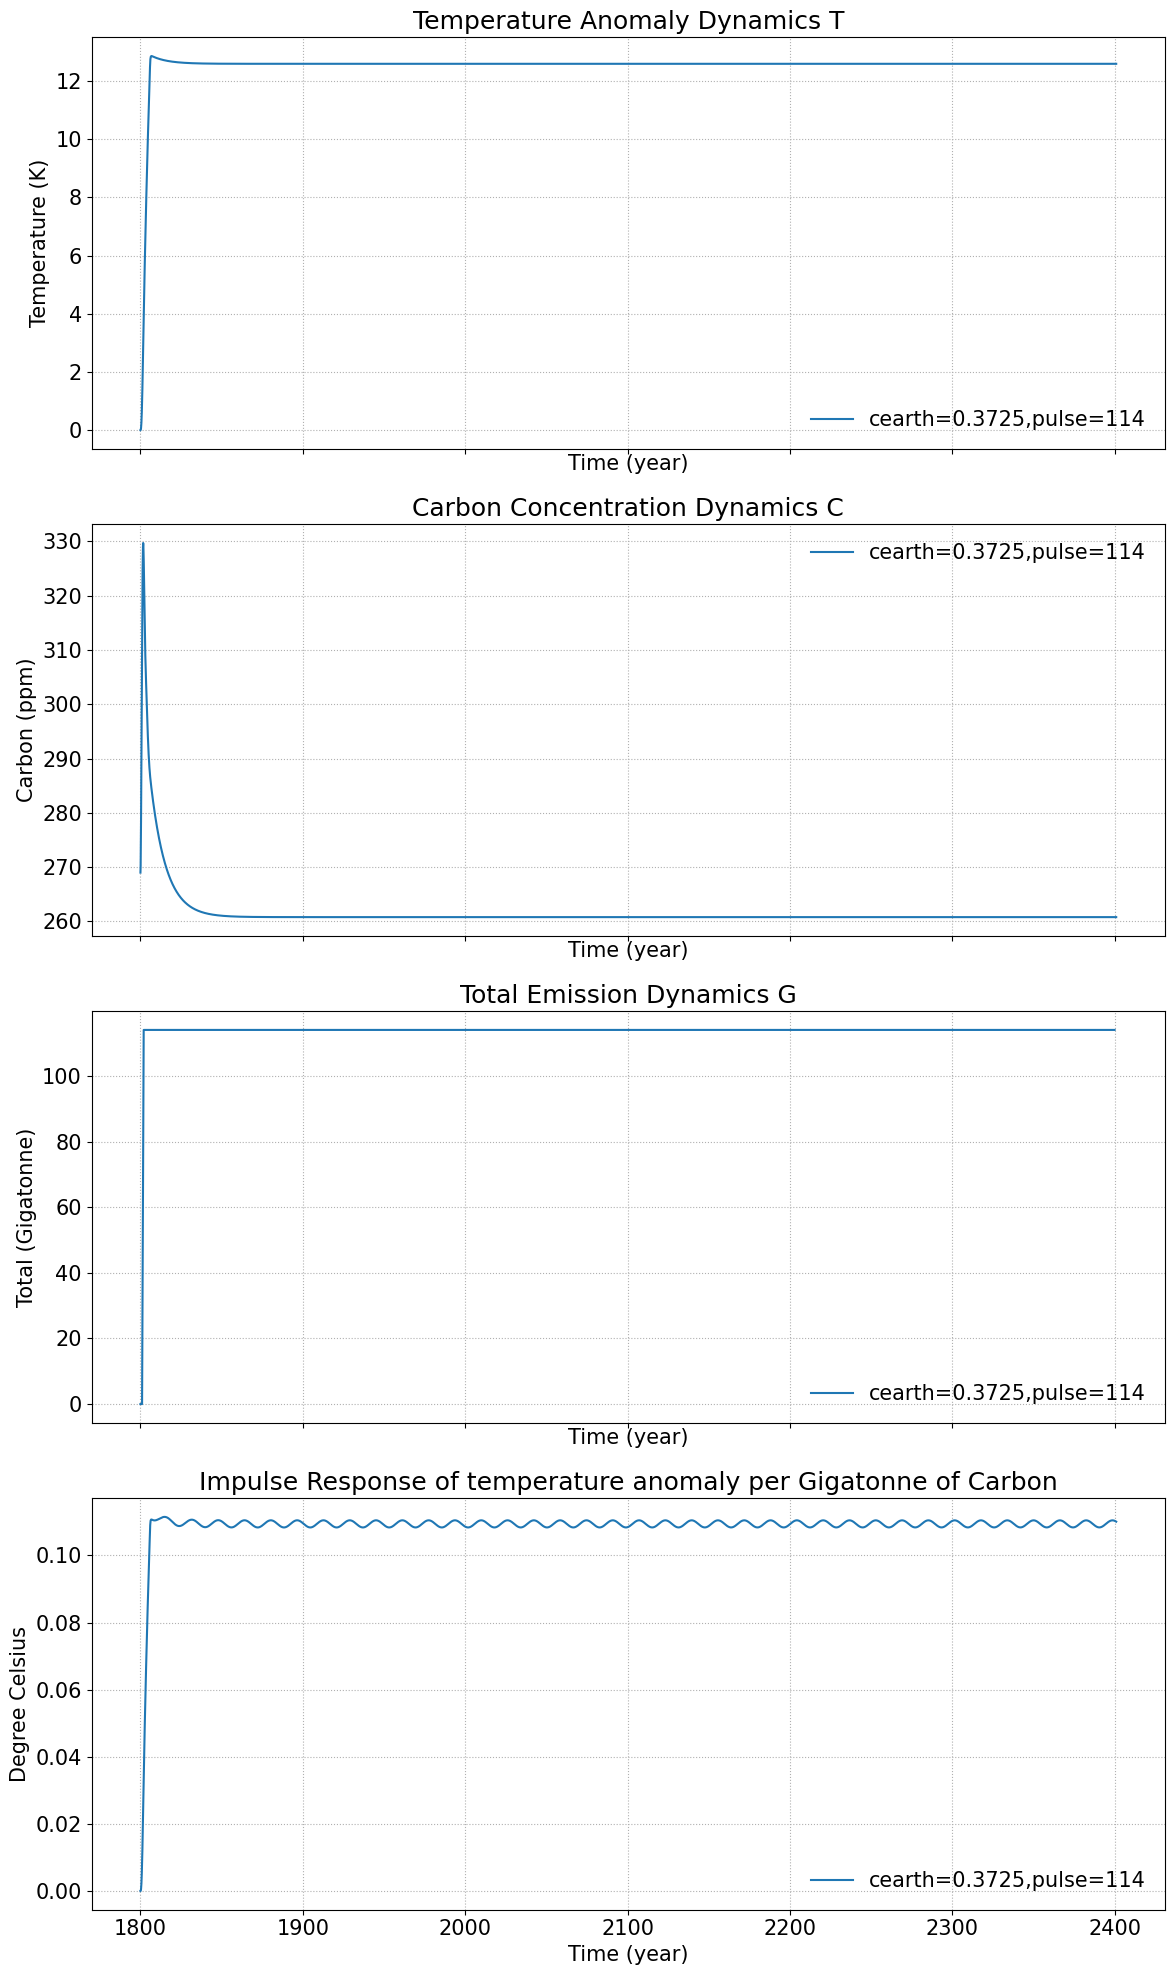 Temperature Anomaly Dynamics T
12
10
8
6
4
2
0
Temperature (K)
cearth=0.3725,pulse=114
Time (year)
Carbon Concentration Dynamics C
330
320
310
300
290
280
270
260
Carbon (ppm)
cearth=0.3725,pulse=114
Time (year)
Total Emission Dynamics G
100
80
60
40
20
0
Total (Gigatonne)
cearth=0.3725,pulse=114
Time (year)
Impulse Response of temperature anomaly per Gigatonne of Carbon
0.10
0.08
0.06
0.04
0.02
0.00
Degree Celsius
cearth=0.3725,pulse=114
1800 1900 2000 2100 2200 2300 2400
Time (year)